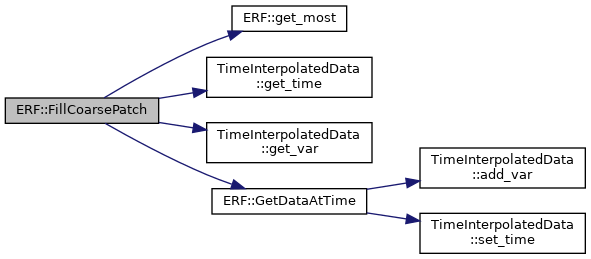 ERF::get_most
TimeInterpolatedData
::get_time
ERF::FillCoarsePatch
TimeInterpolatedData
::get_var
ERF::GetDataAtTime
TimeInterpolatedData
::add_var
TimeInterpolatedData
::set_time